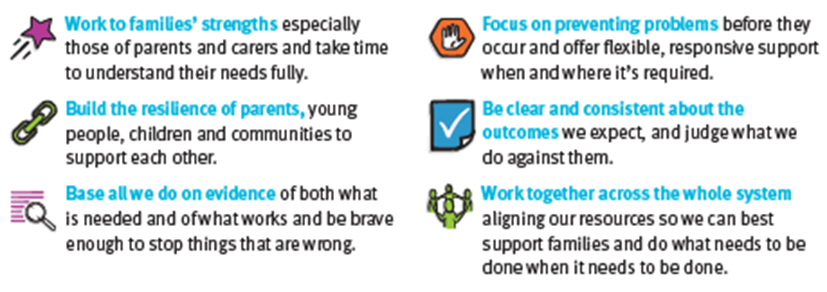 Work to families' strengths especially
those of parents and carers and take time
to understand their needs fully.
Build the resilience of parents, young
people, children and communities to
support each other.
Base all we do on evidence of both what
is needed and of what works and be brave
enough to stop things that are wrong.
Focus on preventing problems before they
occur and offer flexible, responsive support
when and where it's required.
Be clear and consistent about the
outcomes we expect, and judge what we
do against them.
Work together across the whole system
aligning our resources so we can best
support families and do what needs to be
done when it needs to be done.